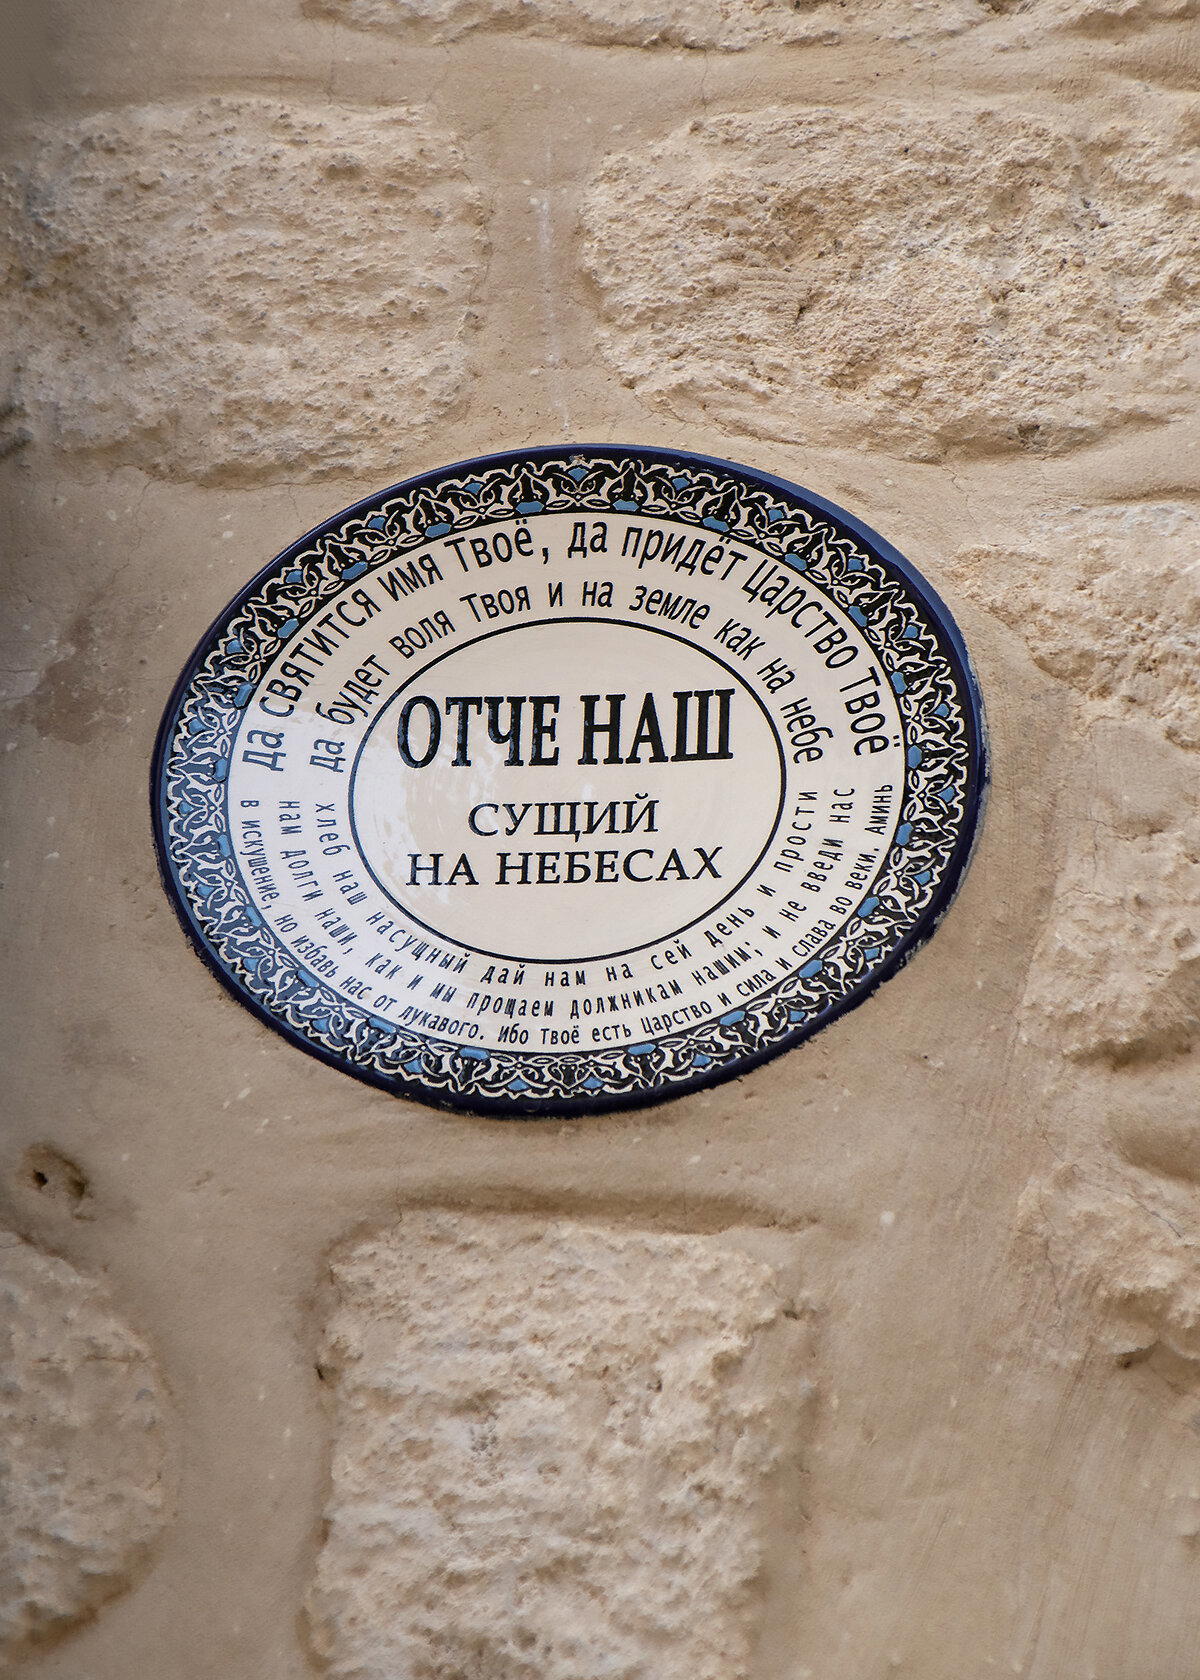 ОТЧЕ НАШ
СУЩИЙ
НА НЕБЕСАХ
да святится имя Твоё, да придёт Царство Твоё
да будет воля Твоя и на земле как на небе
хлеб наш насущный дай нам на сей день и прости
нам долги наши, как и мы прощаем должникам нашим; и не введи нас
в искушение, но избавь нас от лукавого. ибо Твоё есть Царство и сила и слава во веки. Аминь